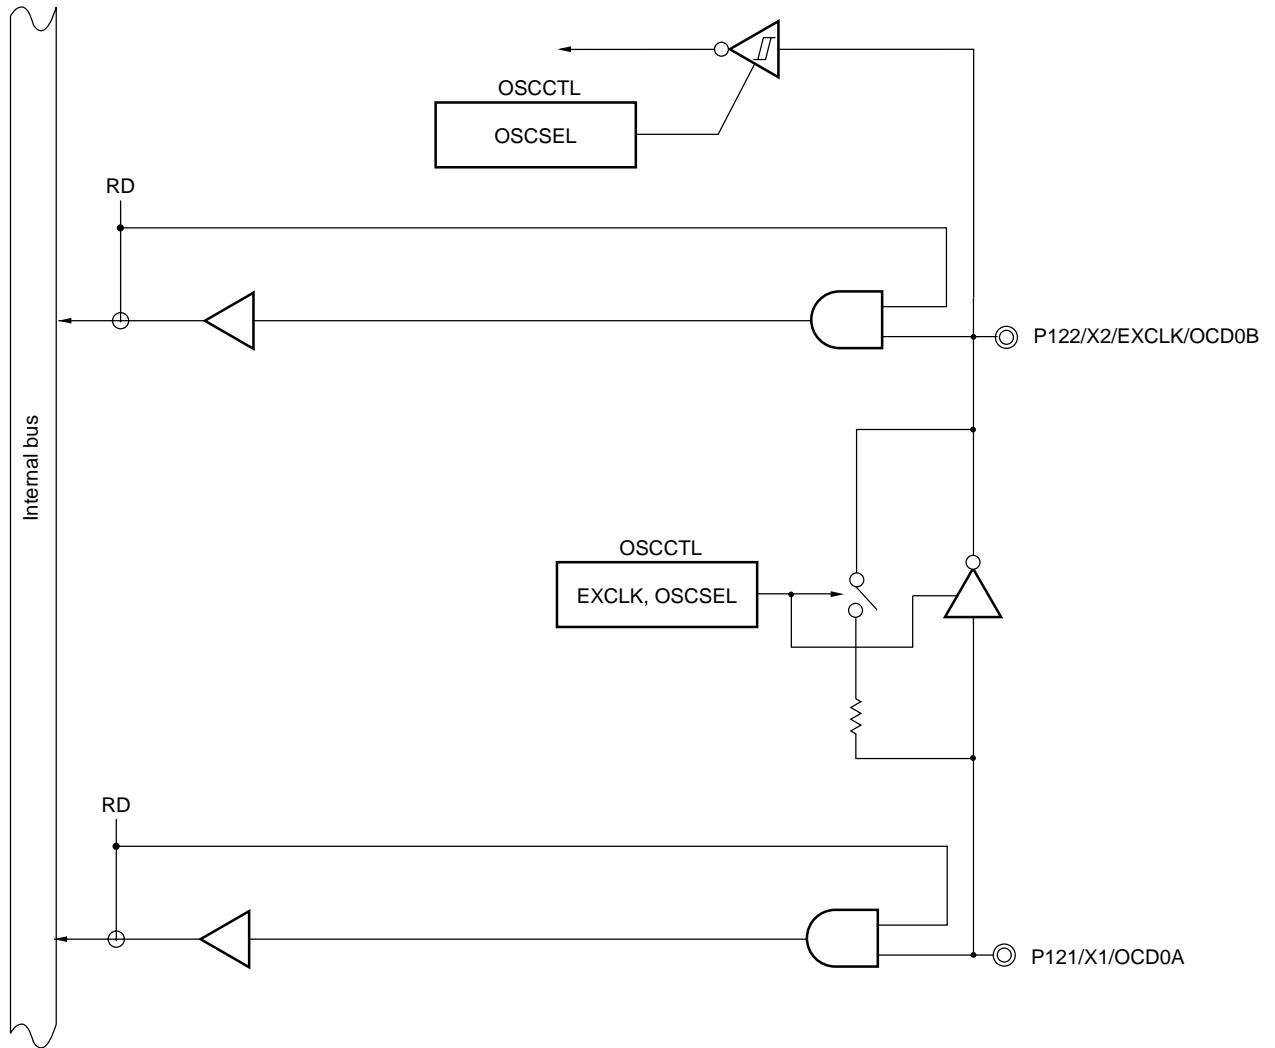 OSCCTL
OSCSEL
RD
P122/X2/EXCLK/OCD0B
Internal bus
OSCCTL
EXCLK, OSCSEL
RD
P121/X1/OCD0A